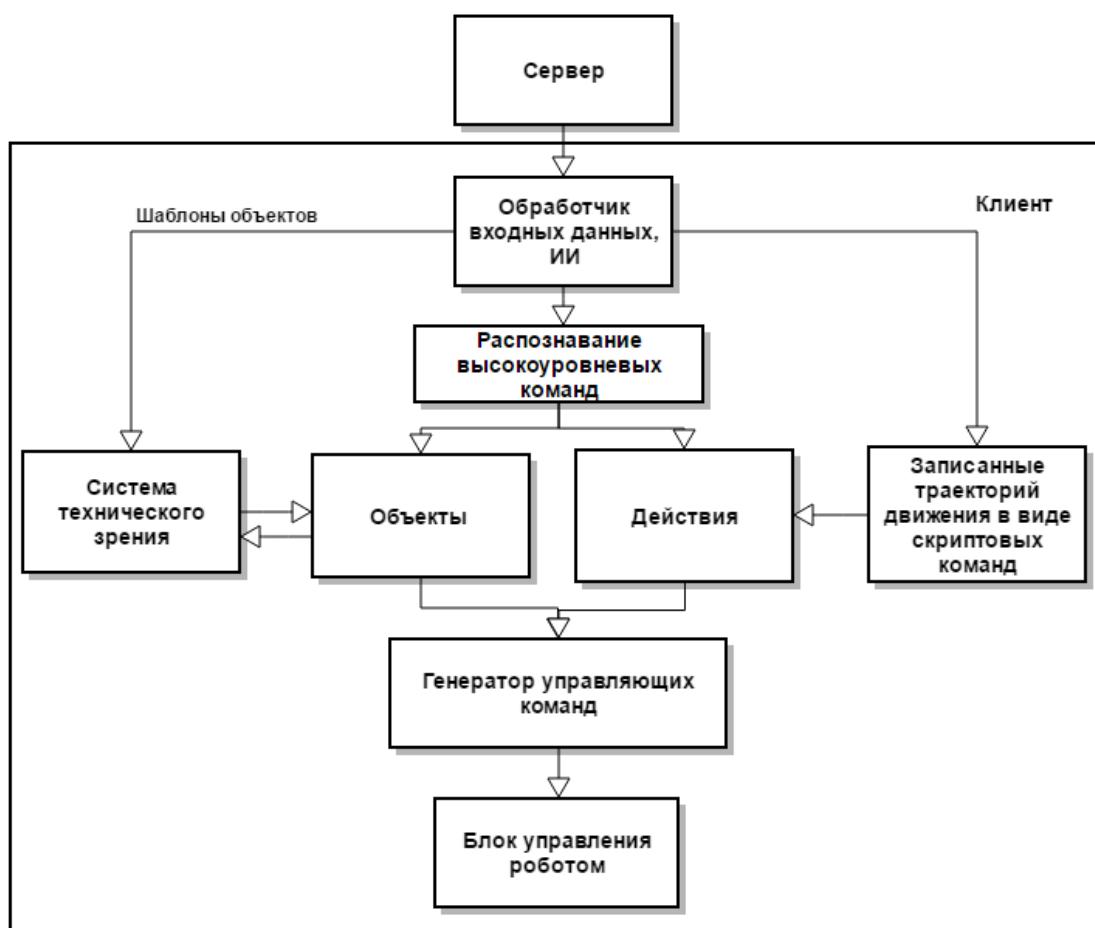 Сервер
Обработчик
входных данных,
ИИ
Шаблоны объектов
Клиент
Распознавание
высокоуровневых
команд
Система
технического
зрения
Объекты
Действия
Записанные
траекторий
движения в виде
скриптовых
команд
Генератор управляющих
команд
Блок управления
роботом